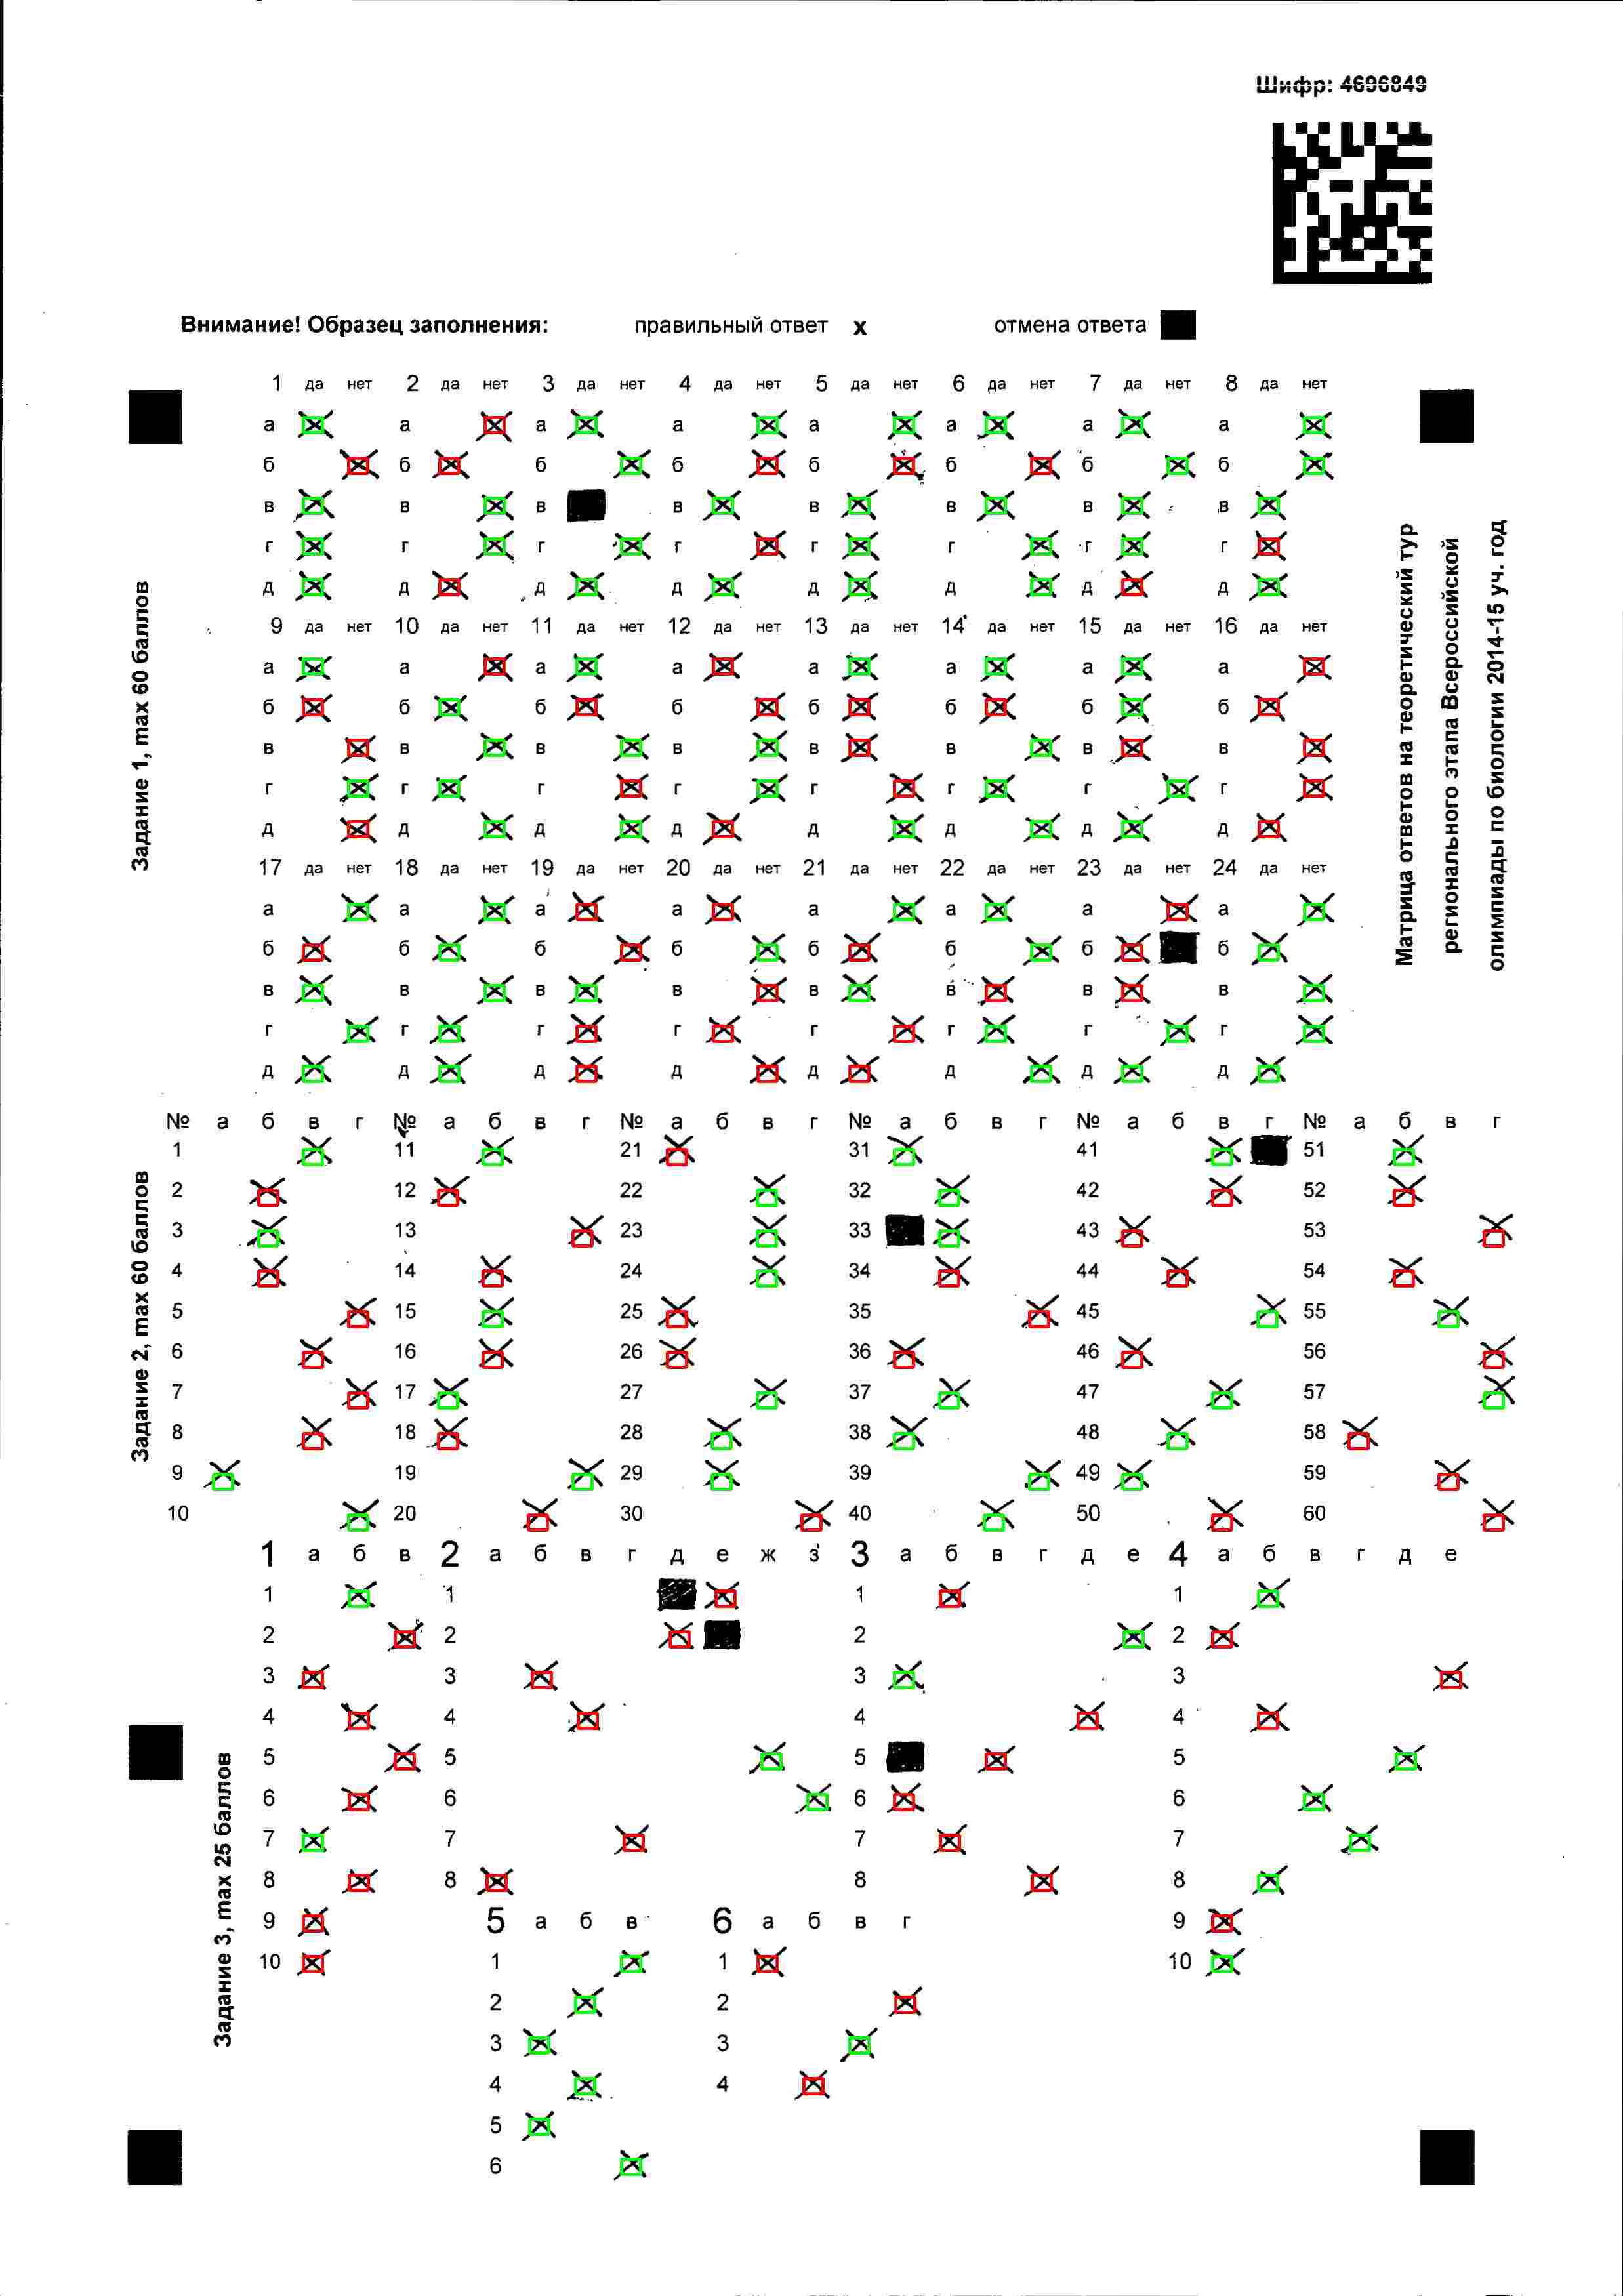 Шифр: 4696849
Внимание! Образец заполнения: правильный ответ х отмена ответа
Задание 1, max 60 баллов
1 да нет 2 да нет 3 да нет 4 да нет 5 да нет 6 да нет 7 да нет 8 да нет
а а а а а а а а
б б б б б б б б
в в в в в в в в
г г г г г г г г
д д д д д д д д
9 да нет 10 да нет 11 да нет 12 да нет 13 да нет 14 да нет 15 да нет 16 да нет
а а а а а а а а
б б б б б б б б
в в в в в в в в
г г г г г г г г
д д д д д д д д
17 да нет 18 да нет 19 да нет 20 да нет 21 да нет 22 да нет 23 да нет 24 да нет
а а а а а а а а
б б б б б б б б
в в в в в в в в
г г г г г г г г
д д д д д д д д
Матрица ответов на теоретический тур
регионального этапа Всероссийской
олимпиады по биологии 2014-15 уч. год
Задание 2, max 60 баллов
№ а б в г № а б в г № а б в г № а б в г № а б в г № а б в г
1 11 21 31 41 51
2 12 22 32 42 52
3 13 23 33 43 53
4 14 24 34 44 54
5 15 25 35 45 55
6 16 26 36 46 56
7 17 27 37 47 57
8 18 28 38 48 58
9 19 29 39 49 59
10 20 30 40 50 60
Задание 3, max 25 баллов
1 а б в 2 а б в г д е ж з 3 а б в г д е 4 а б в г д е
1 1 1 1
2 2 2 2
3 3 3 3
4 4 4 4
5 5 5 5
6 6 6 6
7 7 7 7
8 8 8 8
9 5 а б в 6 а б в г 9
10 1 1 10
2 2
3 3
4 4
5
6